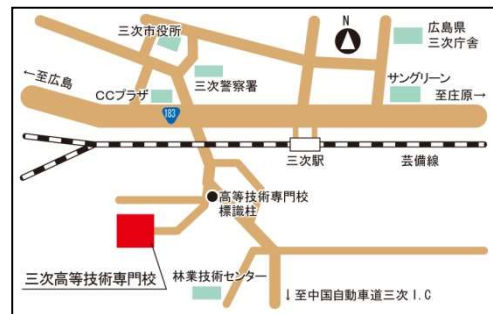 三次市役所
N
広島県
三次庁舎
←至広島
CCプラザ
三次警察署
サングリーン
至庄原→
183
三次駅
芸備線
高等技術専門校
標識柱
三次高等技術専門校
林業技術センター
↓至中国自動車道三次I.C